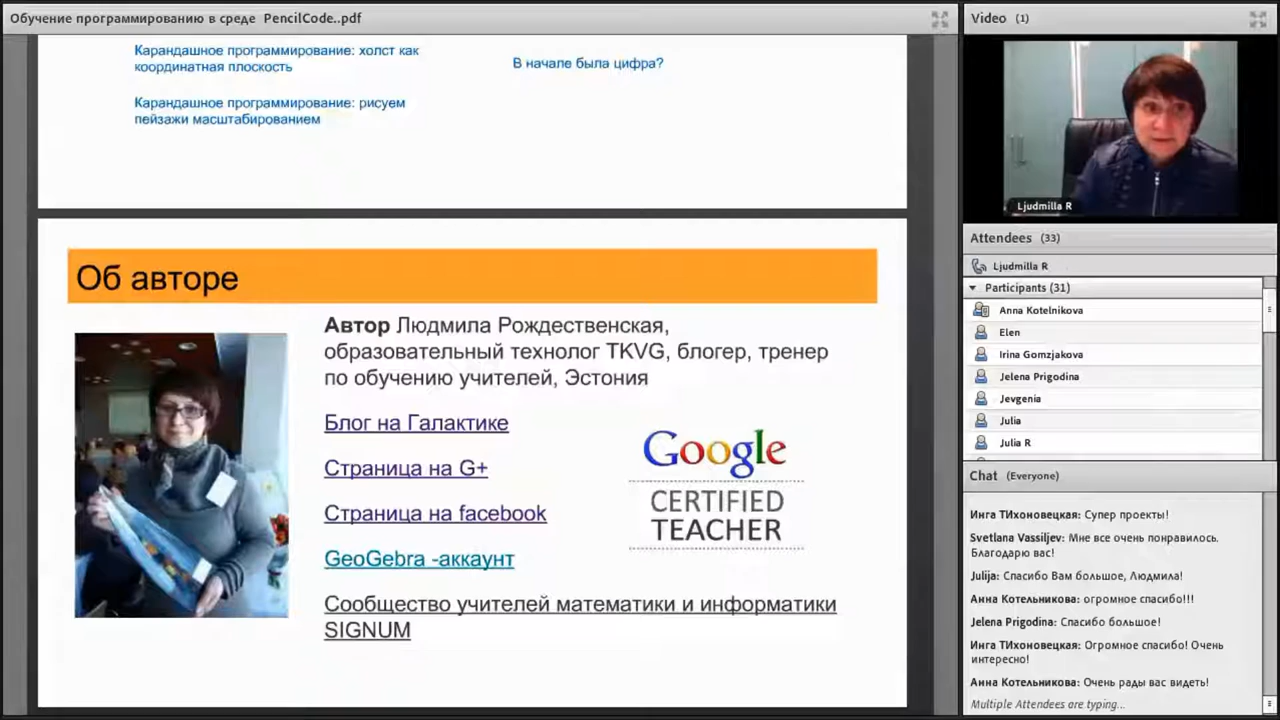 Обучение программированию в среде PencilCode..pdf
Карандашное программирование: холст как
координатная плоскость
В начале была цифра?
Карандашное программирование: рисуем
пейзажи масштабированием
Об авторе
Автор Людмила Рождественская,
образовательный технолог TKVG, блогер, тренер
по обучению учителей, Эстония
Блог на Галактике
Страница на G+
Страница на facebook
GeoGebra -аккаунт
Сообщество учителей математики и информатики
SIGNUM
Google
CERTIFIED
TEACHER
Video (1)
Ljudmilla R
Attendees (33)
Ljudmilla R
Participants (31)
Anna Kotelnikova
Elen
Irina Gomzjakova
Jelena Prigodina
Jevgenia
Julia
Julia R
Chat (Everyone)
Инга ТИхоновецкая: Супер проекты!
Svetlana Vassiljev: Мне все очень понравилось.
Благодарю вас!
Julija: Спасибо Вам большое, Людмила!
Анна Котельникова: огромное спасибо!!!
Jelena Prigodina: Спасибо большое!
Инга ТИхоновецкая: Огромное спасибо! Очень
интересно!
Анна Котельникова: Очень рады вас видеть!
Multiple Attendees are typing...